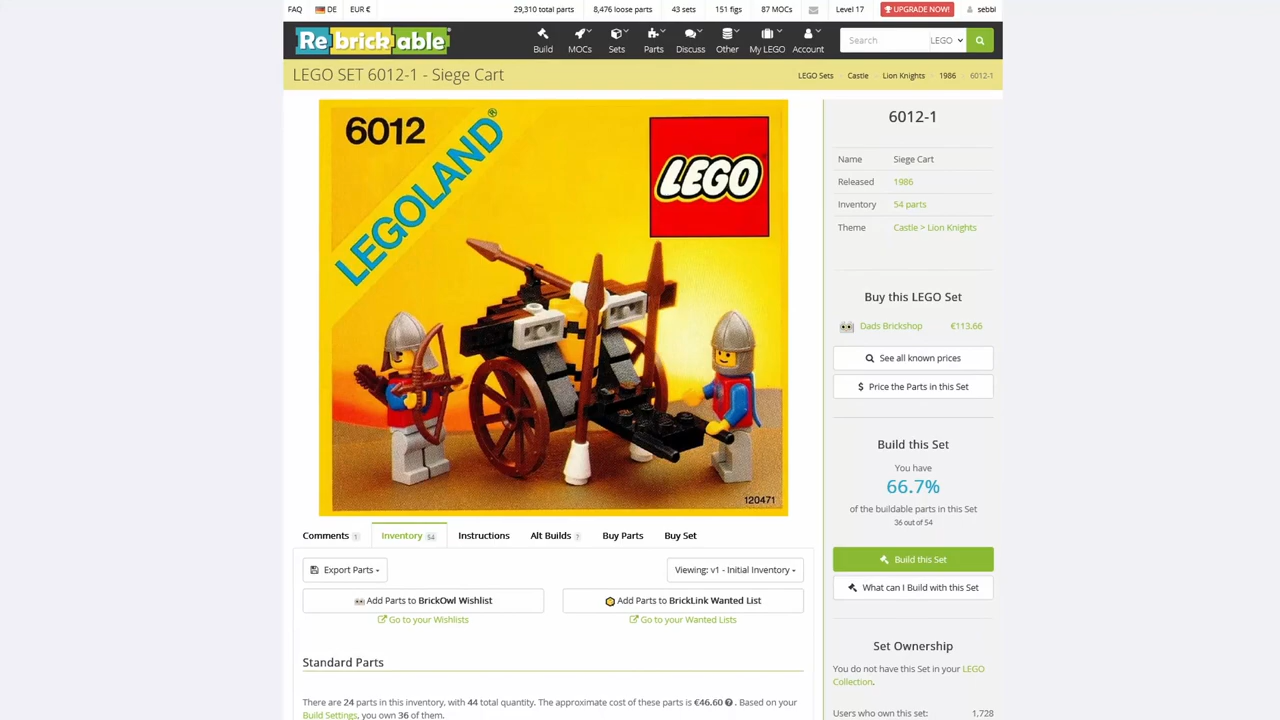 FAQ DE EUR € 29,310 total parts 8,476 loose parts 43 sets 151 figs 87 MOCs Level 17 UPGRADE NOW! sebbl
Rebrickable
Build MOCs Sets Parts Discuss Other My LEGO Account Search LEGO
LEGO SET 6012-1 - Siege Cart
LEGO Sets Castle Lion Knights 1986 6012-1
6012
LEGOLAND
LEGO
120471
6012-1
Name Siege Cart
Released 1986
Inventory 54 parts
Theme Castle > Lion Knights
Buy this LEGO Set
Dads Brickshop €113.66
See all known prices
$ Price the Parts in this Set
Build this Set
You have
66.7%
of the buildable parts in this Set
36 out of 54
Build this Set
What can I Build with this Set
Set Ownership
You do not have this Set in your LEGO
Collection.
Users who own this set: 1,728
Comments 1 Inventory 54 Instructions Alt Builds 7 Buy Parts Buy Set
Export Parts Viewing: v1 - Initial Inventory
Add Parts to BrickOwl Wishlist Add Parts to BrickLink Wanted List
Go to your Wishlists Go to your Wanted Lists
Standard Parts
There are 24 parts in this inventory, with 44 total quantity. The approximate cost of these parts is €46.60 ? . Based on your
Build Settings, you own 36 of them.